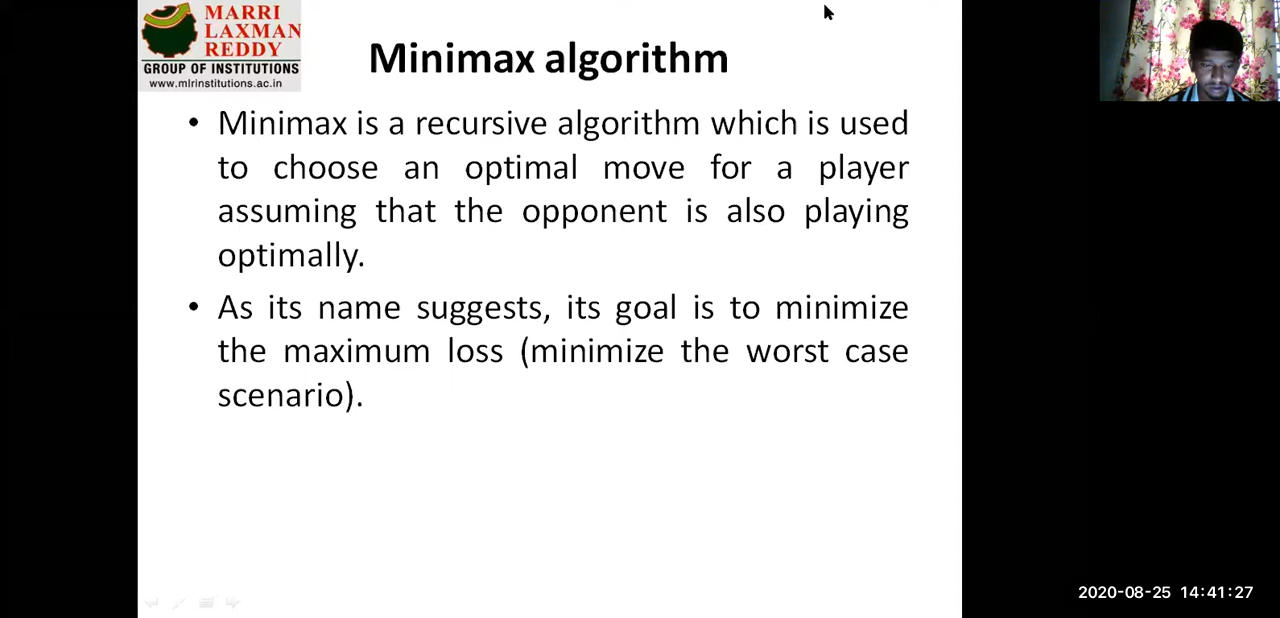 MARRI
LAXMAN
REDDY
GROUP OF INSTITUTIONS
www.mlrinstitutions.ac.in
Minimax algorithm
• Minimax is a recursive algorithm which is used
to choose an optimal move for a player
assuming that the opponent is also playing
optimally.
• As its name suggests, its goal is to minimize
the maximum loss (minimize the worst case
scenario).
2020-08-25 14:41:27